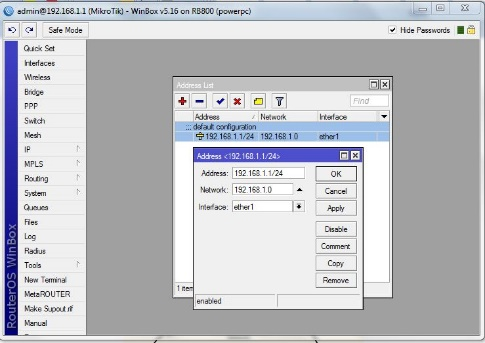 admin@192.168.1.1 (MikroTik) - WinBox v5.16 on RB800 (powerpc)
Safe Mode
Hide Passwords
RouterOS WinBox
Quick Set
Interfaces
Wireless
Bridge
PPP
Switch
Mesh
IP
MPLS
Routing
System
Queues
Files
Log
Radius
Tools
New Terminal
MetaROUTER
Make Supout.rif
Manual
Address List
Find
Address Network Interface
::: default configuration
192.168.1.1/24 192.168.1.0 ether1
Address <192.168.1.1/24>
Address: 192.168.1.1/24
Network: 192.168.1.0
Interface: ether1
OK
Cancel
Apply
Disable
Comment
Copy
Remove
enabled